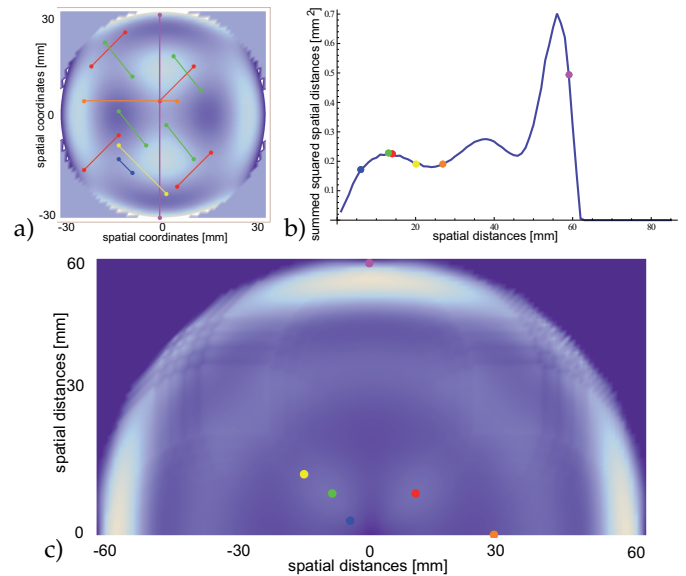 30
0
-30
spatial coordinates [mm]
-30
0
30
spatial coordinates [mm]
a)
0.7
0.6
0.5
0.4
0.3
0.2
0.1
summed squared spatial distances [mm²]
0
20
40
60
80
spatial distances [mm]
b)
60
30
0
spatial distances [mm]
-60
-30
0
30
60
spatial distances [mm]
c)